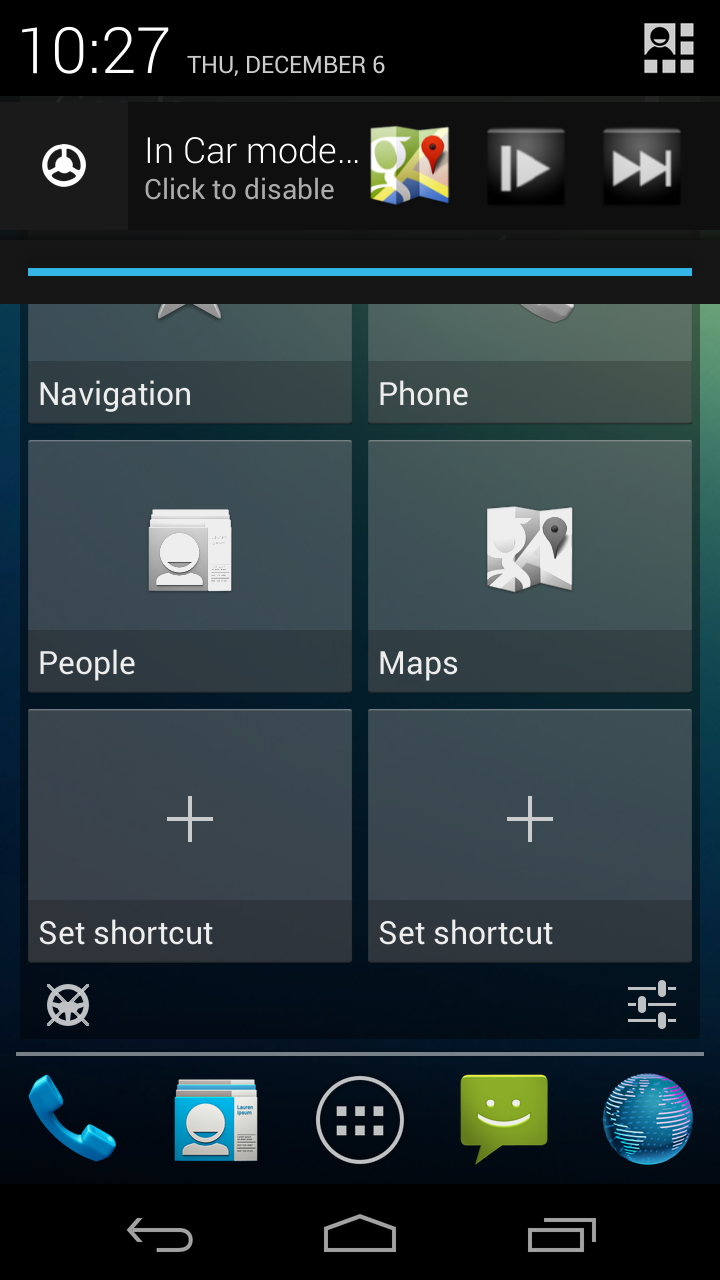 10:27 THU, DECEMBER 6
In Car mode...
Click to disable
Navigation
Phone
People
Maps
Set shortcut
Set shortcut